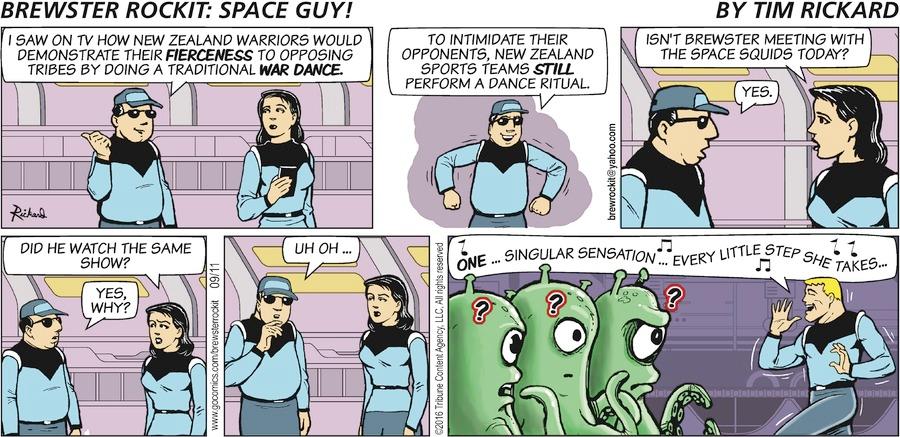 BREWSTER ROCKIT: SPACE GUY!
BY TIM RICKARD
I SAW ON TV HOW NEW ZEALAND WARRIORS WOULD
DEMONSTRATE THEIR FIERCENESS TO OPPOSING
TRIBES BY DOING A TRADITIONAL WAR DANCE.
Rickard
TO INTIMIDATE THEIR
OPPONENTS, NEW ZEALAND
SPORTS TEAMS STILL
PERFORM A DANCE RITUAL.
brewrockit@yahoo.com
ISN'T BREWSTER MEETING WITH
THE SPACE SQUIDS TODAY?
YES.
DID HE WATCH THE SAME
SHOW?
YES,
WHY?
www.gocomics.com/brewsterrockit 09/11
UH OH ...
©2016 Tribune Content Agency, LLC. All rights reserved
ONE ... SINGULAR SENSATION ... EVERY LITTLE STEP SHE TAKES...
? ? ?